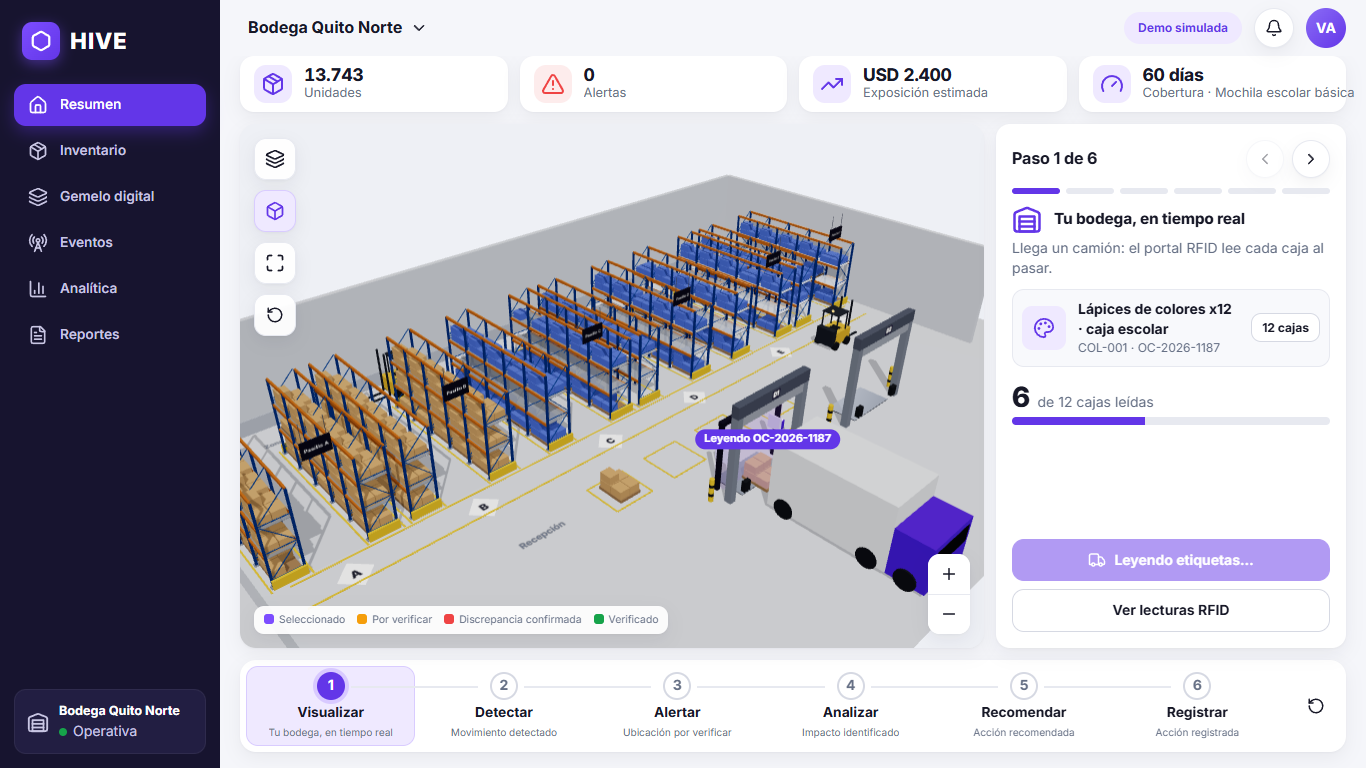 HIVE
Resumen
Inventario
Gemelo digital
Eventos
Analítica
Reportes
Bodega Quito Norte
Operativa
Bodega Quito Norte
Demo simulada
VA
13.743
Unidades
0
Alertas
USD 2.400
Exposición estimada
60 días
Cobertura · Mochila escolar básica
Pasillo A
Pasillo B
A
B
C
D
E
Recepción
Leyendo OC-2026-1187
Seleccionado
Por verificar
Discrepancia confirmada
Verificado
Paso 1 de 6
Tu bodega, en tiempo real
Llega un camión: el portal RFID lee cada caja al
pasar.
Lápices de colores x12
· caja escolar
COL-001 · OC-2026-1187
12 cajas
6 de 12 cajas leídas
Leyendo etiquetas...
Ver lecturas RFID
1
Visualizar
Tu bodega, en tiempo real
2
Detectar
Movimiento detectado
3
Alertar
Ubicación por verificar
4
Analizar
Impacto identificado
5
Recomendar
Acción recomendada
6
Registrar
Acción registrada